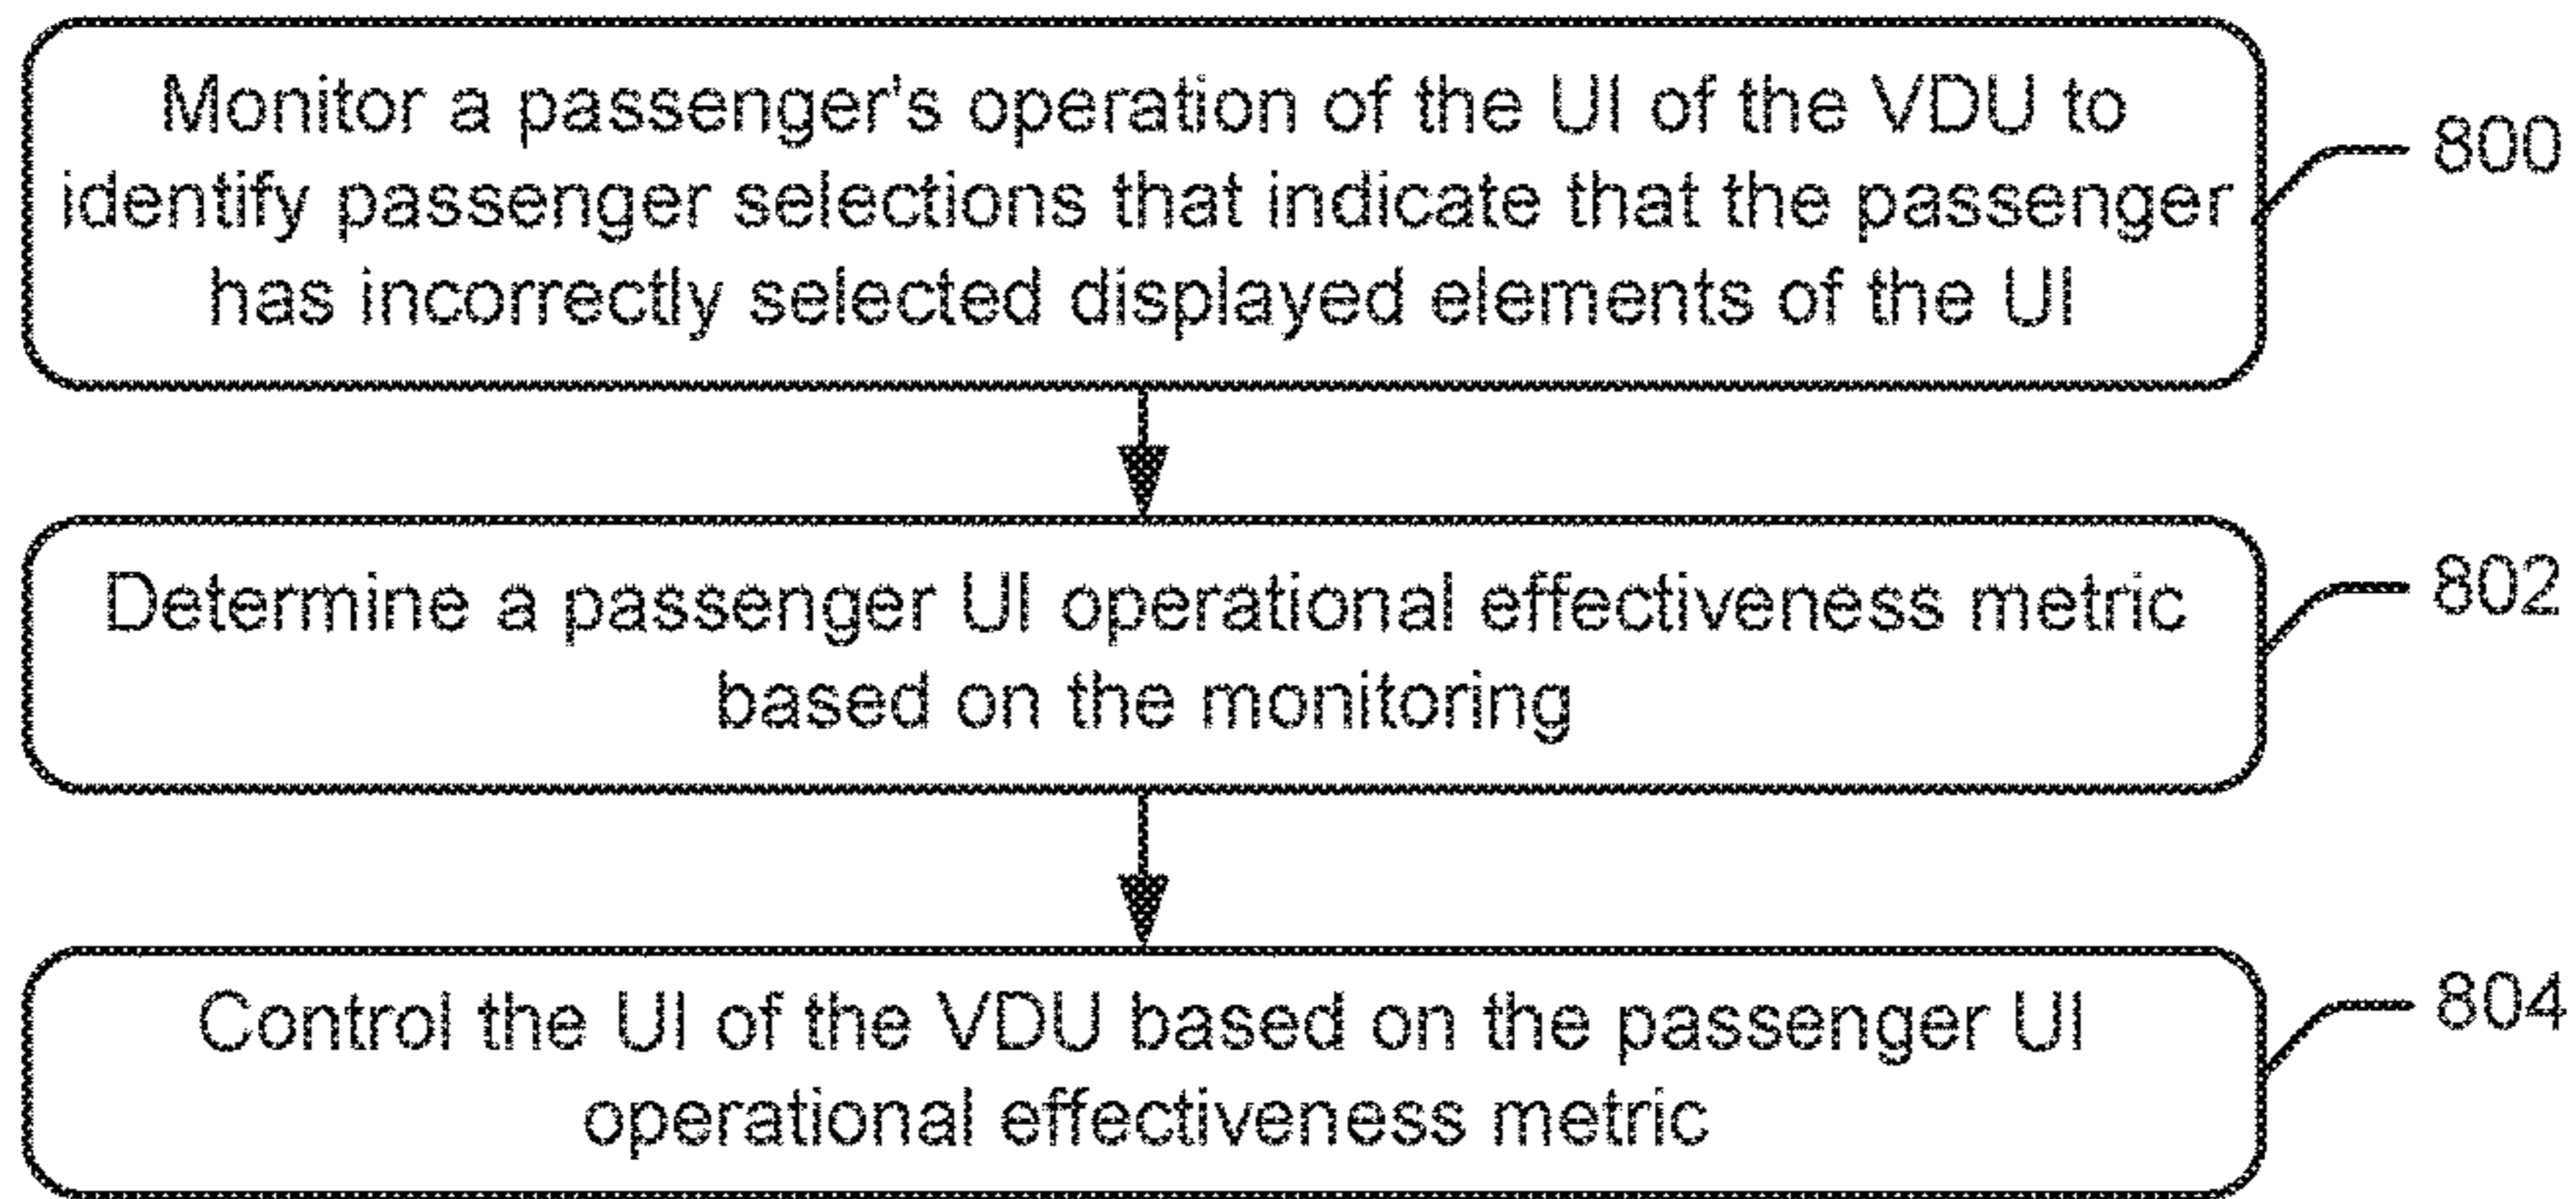 Monitor a passenger's operation of the UI of the VDU to
identify passenger selections that indicate that the passenger
has incorrectly selected displayed elements of the UI
800
Determine a passenger UI operational effectiveness metric
based on the monitoring
802
Control the UI of the VDU based on the passenger UI
operational effectiveness metric
804